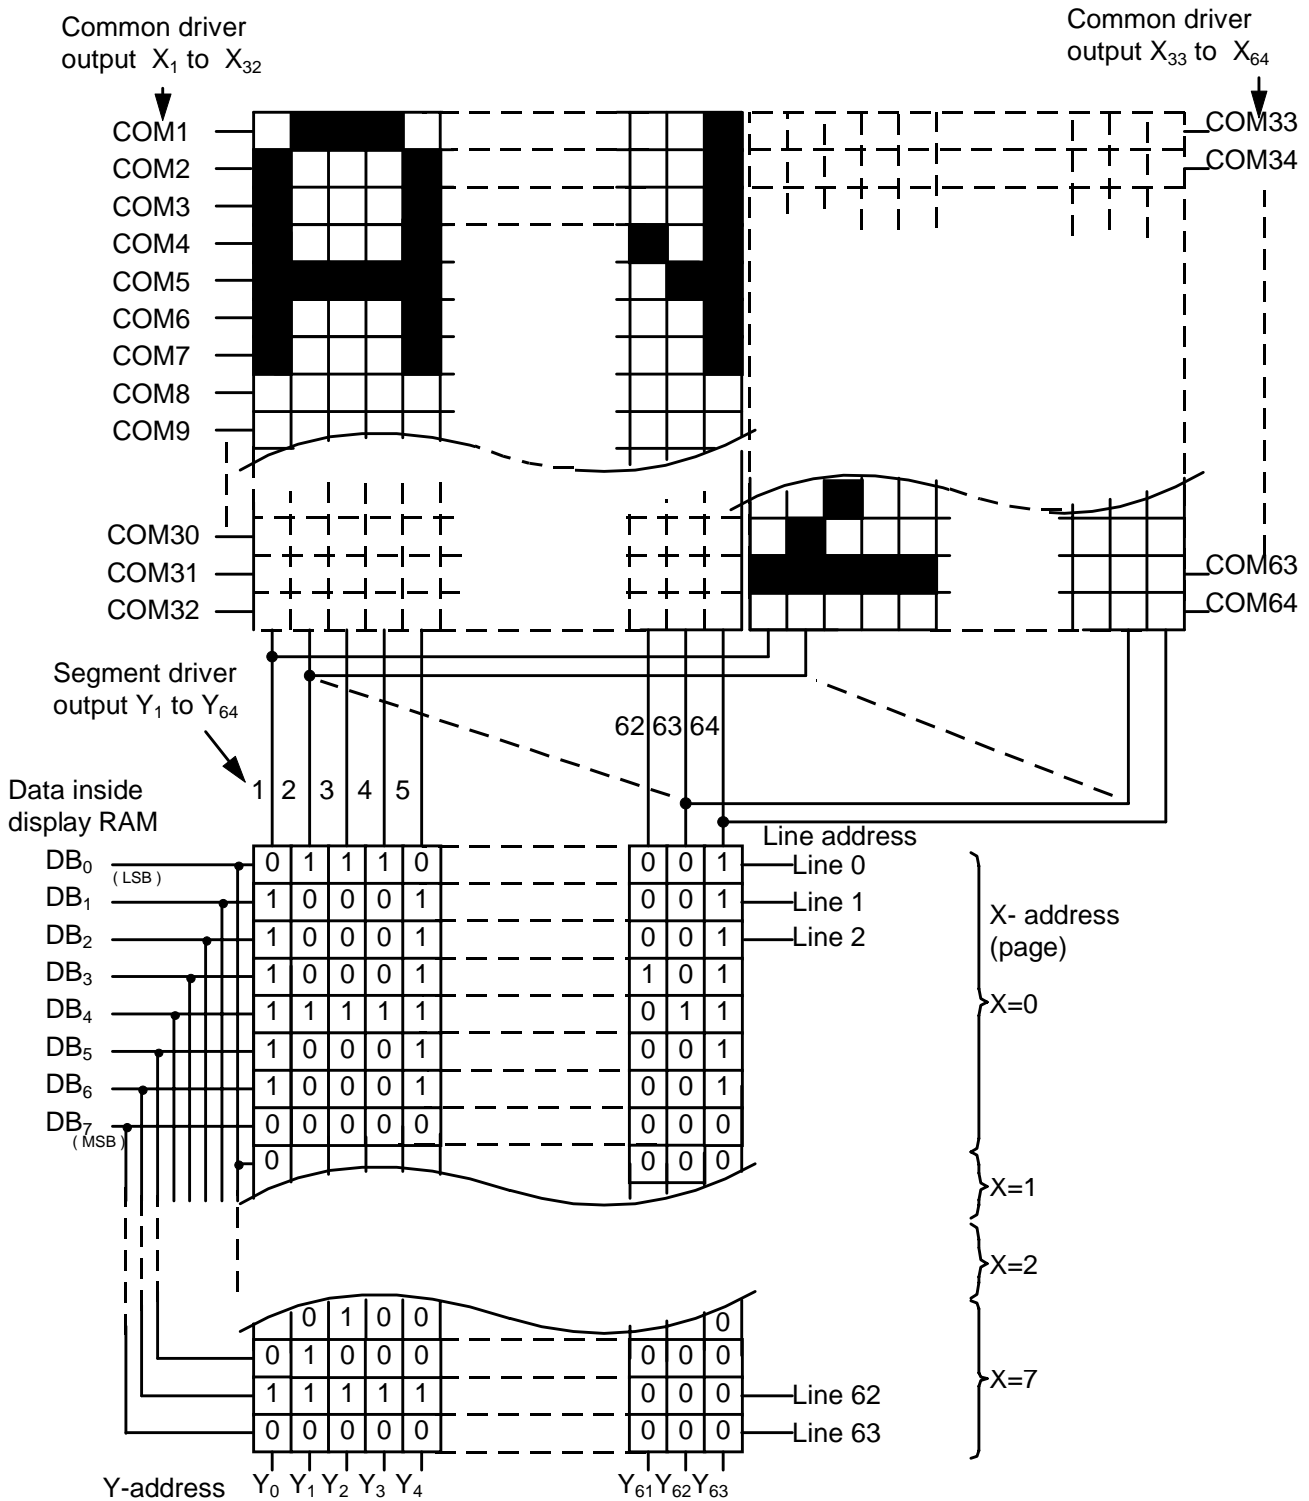 Common driver
output X1 to X32
Common driver
output X33 to X64
COM1
COM2
COM3
COM4
COM5
COM6
COM7
COM8
COM9
COM30
COM31
COM32
COM33
COM34
COM63
COM64
Segment driver
output Y1 to Y64
1 2 3 4 5
62 63 64
Data inside
display RAM
Line address
DB0 (LSB) 0 1 1 1 0 0 0 1 Line 0
DB1 1 0 0 0 1 0 0 1 Line 1
DB2 1 0 0 0 1 0 0 1 Line 2
DB3 1 0 0 0 1 1 0 1
DB4 1 1 1 1 1 0 1 1
DB5 1 0 0 0 1 0 0 1
DB6 1 0 0 0 1 0 0 1
DB7 (MSB) 0 0 0 0 0 0 0 0
0 0 0 0
X- address
(page)
X=0
X=1
X=2
X=7
0 1 0 0 0
0 1 0 0 0 0 0 0
1 1 1 1 1 0 0 0 Line 62
0 0 0 0 0 0 0 0 Line 63
Y-address Y0 Y1 Y2 Y3 Y4 Y61 Y62 Y63